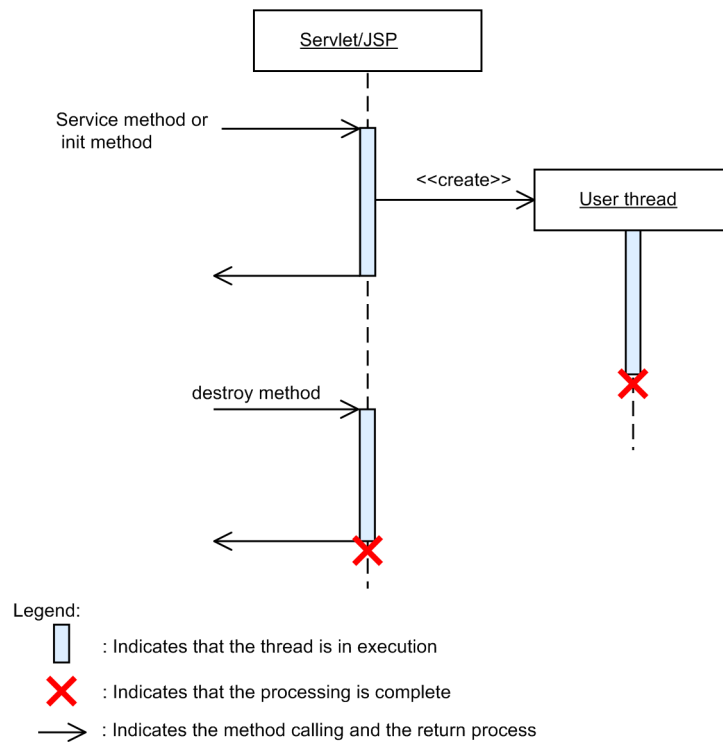 Servlet/JSP
Service method or
init method
<<create>>
User thread
destroy method
Legend:
: Indicates that the thread is in execution
: Indicates that the processing is complete
: Indicates the method calling and the return process